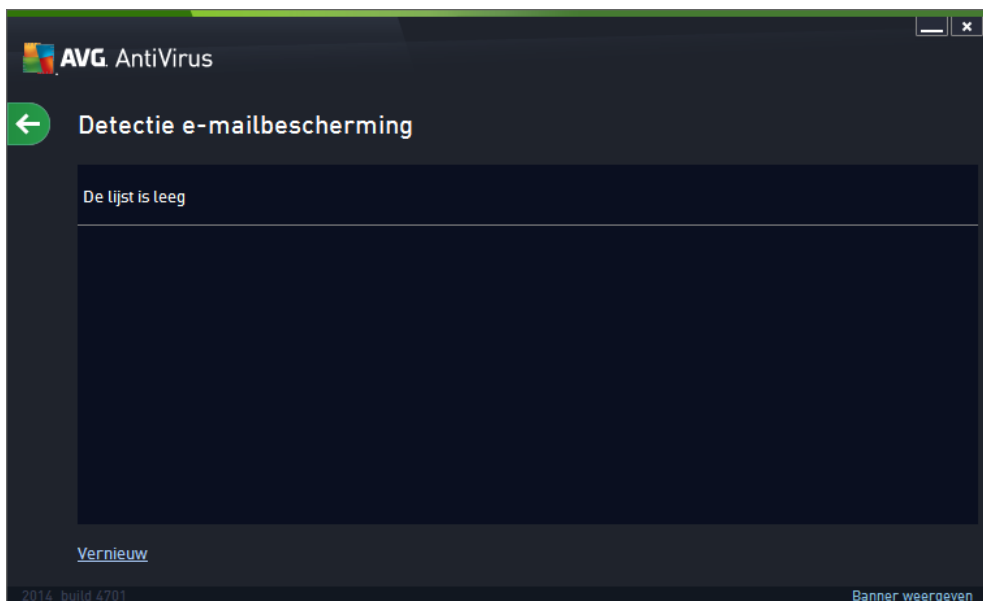 AVG. AntiVirus
Detectie e-mailbescherming
De lijst is leeg
Vernieuw
2014 build 4701
Banner weergeven